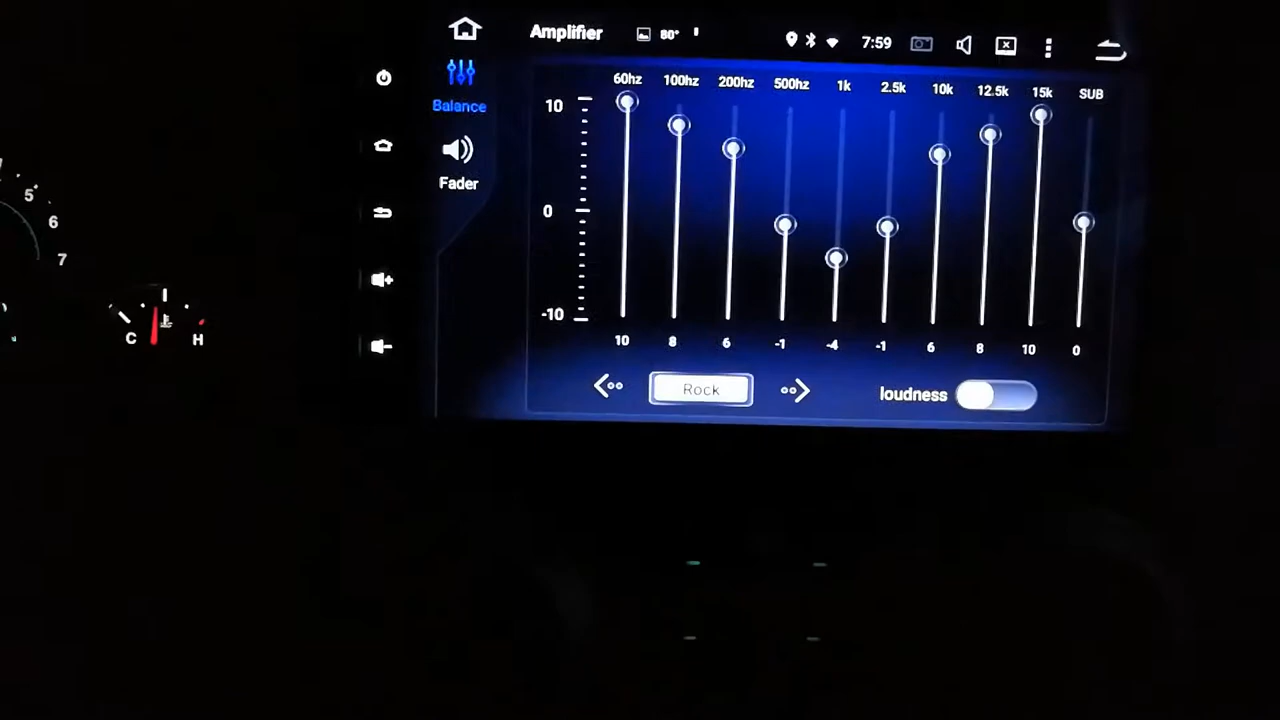 Amplifier 80° 7:59
Balance
Fader
60hz 100hz 200hz 500hz 1k 2.5k 10k 12.5k 15k SUB
10
0
-10
10 8 6 -1 -4 -1 6 8 10 0
Rock
loudness
5
6
7
C H